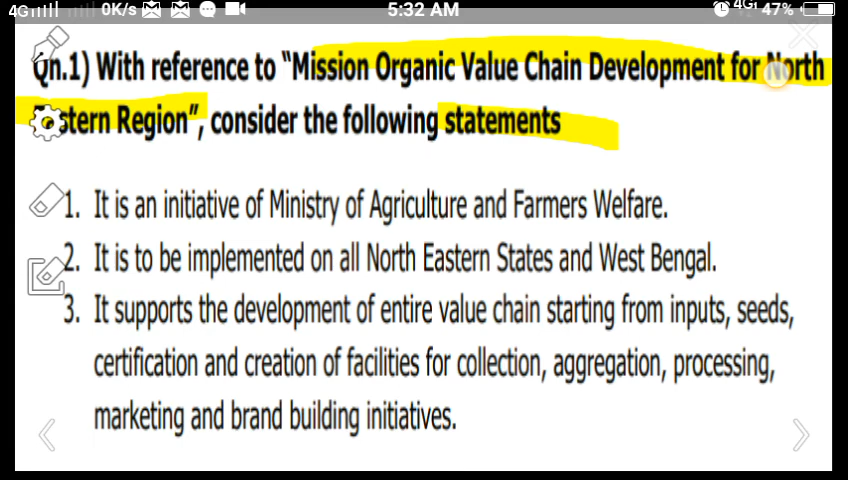 4G 0K/s 5:32 AM 4G 47%
Qn.1) With reference to "Mission Organic Value Chain Development for North
Eastern Region", consider the following statements
1. It is an initiative of Ministry of Agriculture and Farmers Welfare.
2. It is to be implemented on all North Eastern States and West Bengal.
3. It supports the development of entire value chain starting from inputs, seeds,
certification and creation of facilities for collection, aggregation, processing,
marketing and brand building initiatives.